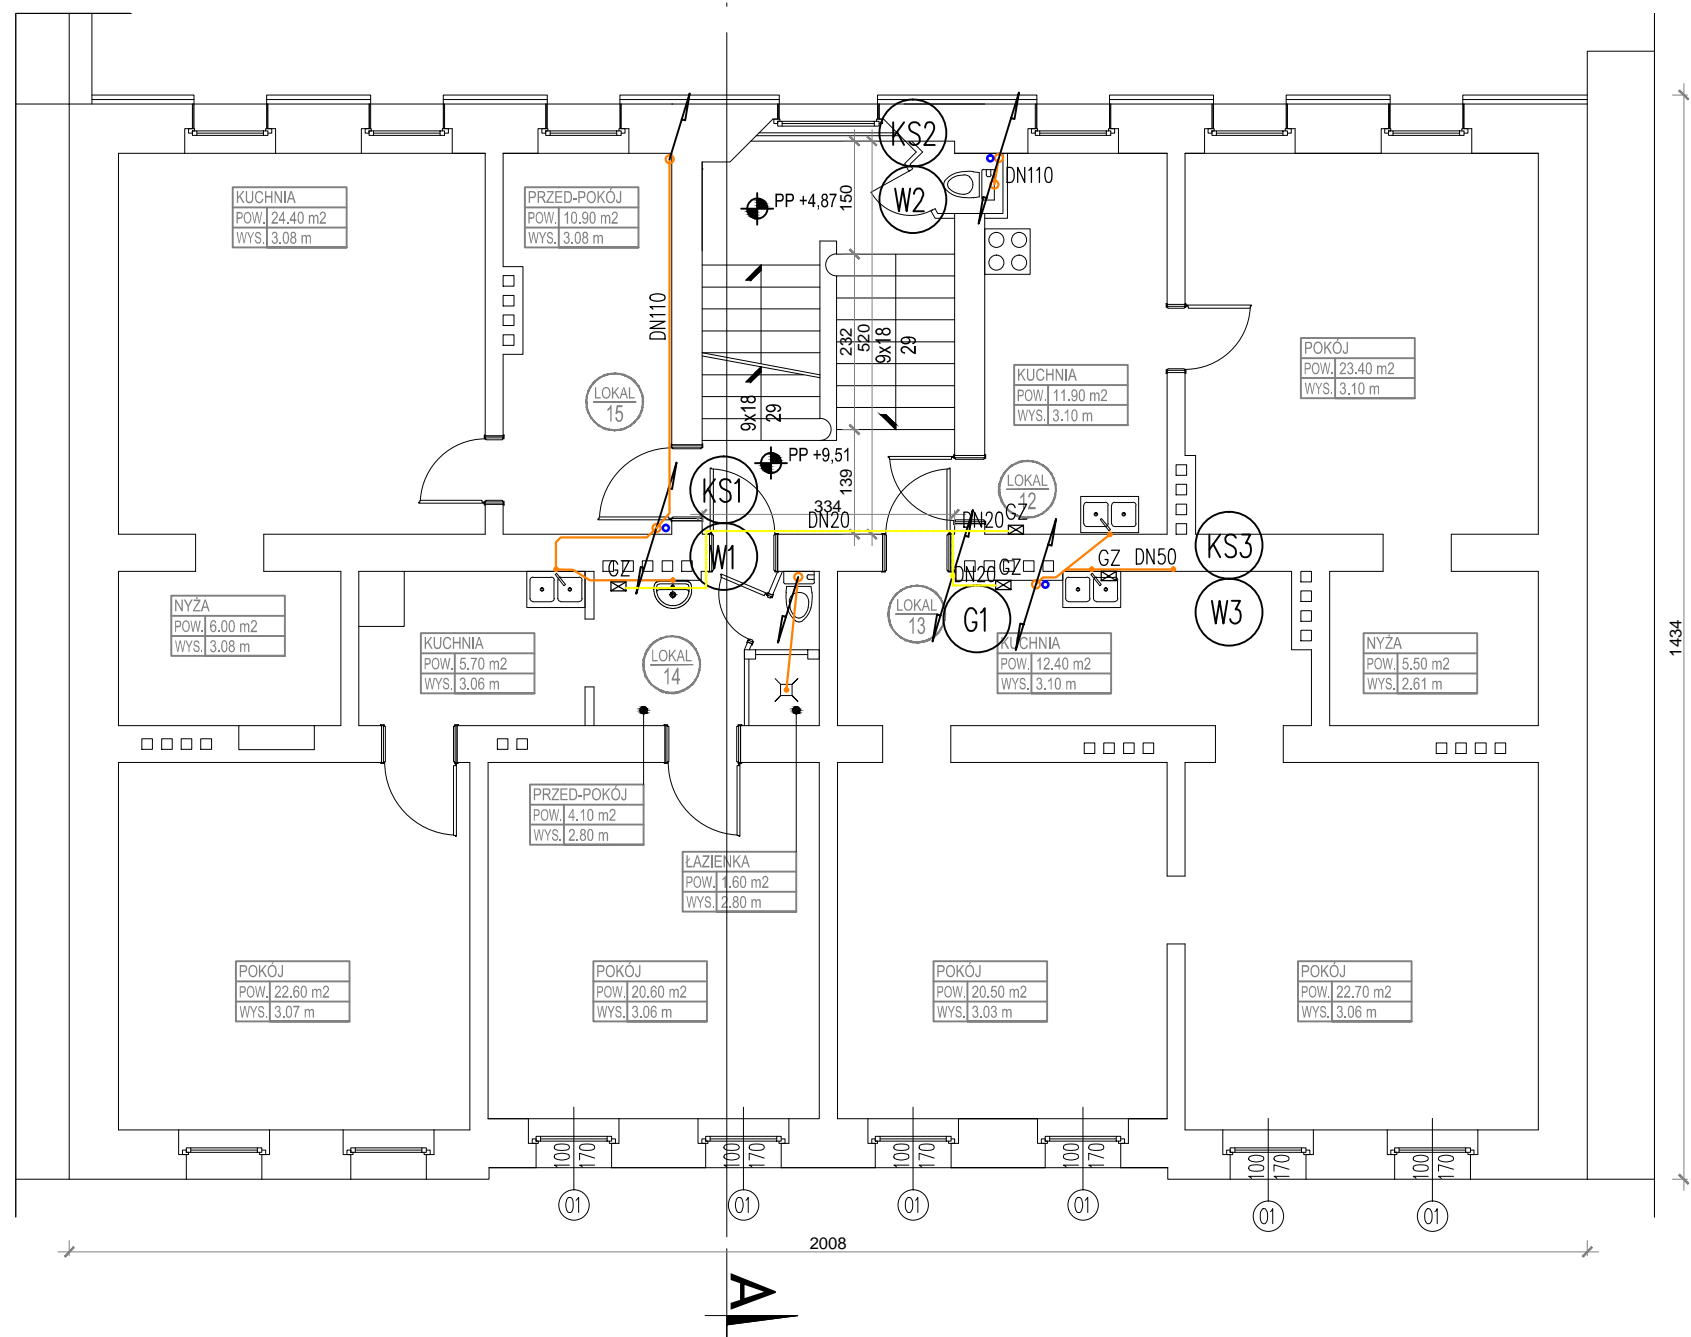 KS2
W2
DN110
PP +4,87
150
KUCHNIA
POW. 24.40 m2
WYS. 3.08 m
PRZED-POKÓJ
POW. 10.90 m2
WYS. 3.08 m
DN110
232
520
9x18
29
9x18
29
LOKAL
15
KUCHNIA
POW. 11.90 m2
WYS. 3.10 m
POKÓJ
POW. 23.40 m2
WYS. 3.10 m
PP +9,51
139
334
KS1
W1
DN20
DN20
GZ
LOKAL
12
KS3
W3
GZ
DN50
GZ
DN20
GZ
G1
LOKAL
13
NYŻA
POW. 6.00 m2
WYS. 3.08 m
KUCHNIA
POW. 5.70 m2
WYS. 3.06 m
LOKAL
14
KUCHNIA
POW. 12.40 m2
WYS. 3.10 m
NYŻA
POW. 5.50 m2
WYS. 2.61 m
1434
PRZED-POKÓJ
POW. 4.10 m2
WYS. 2.80 m
ŁAZIENKA
POW. 1.60 m2
WYS. 2.80 m
POKÓJ
POW. 22.60 m2
WYS. 3.07 m
POKÓJ
POW. 20.60 m2
WYS. 3.06 m
POKÓJ
POW. 20.50 m2
WYS. 3.03 m
POKÓJ
POW. 22.70 m2
WYS. 3.06 m
100
170
100
170
100
170
100
170
100
170
100
170
01
01
01
01
01
01
2008
A